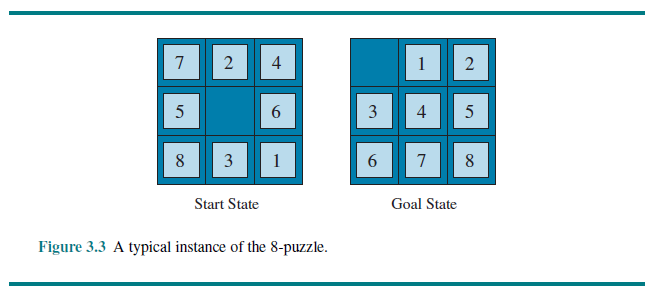 7 2 4 1 2
5 6 3 4 5
8 3 1 6 7 8
Start State Goal State
Figure 3.3 A typical instance of the 8-puzzle.